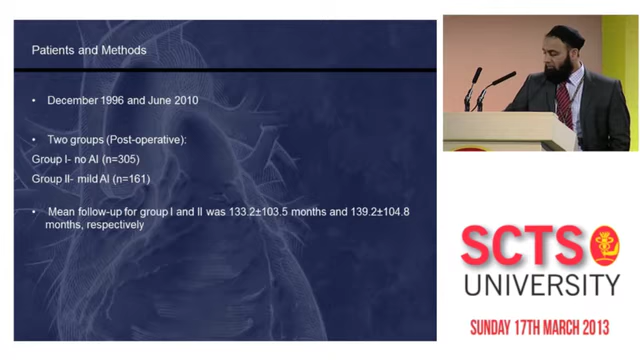 Patients and Methods
• December 1996 and June 2010
• Two groups (Post-operative):
Group I- no AI (n=305)
Group II- mild AI (n=161)
• Mean follow-up for group I and II was 133.2±103.5 months and 139.2±104.8
months, respectively
SCTS
UNIVERSITY
SUNDAY 17TH MARCH 2013